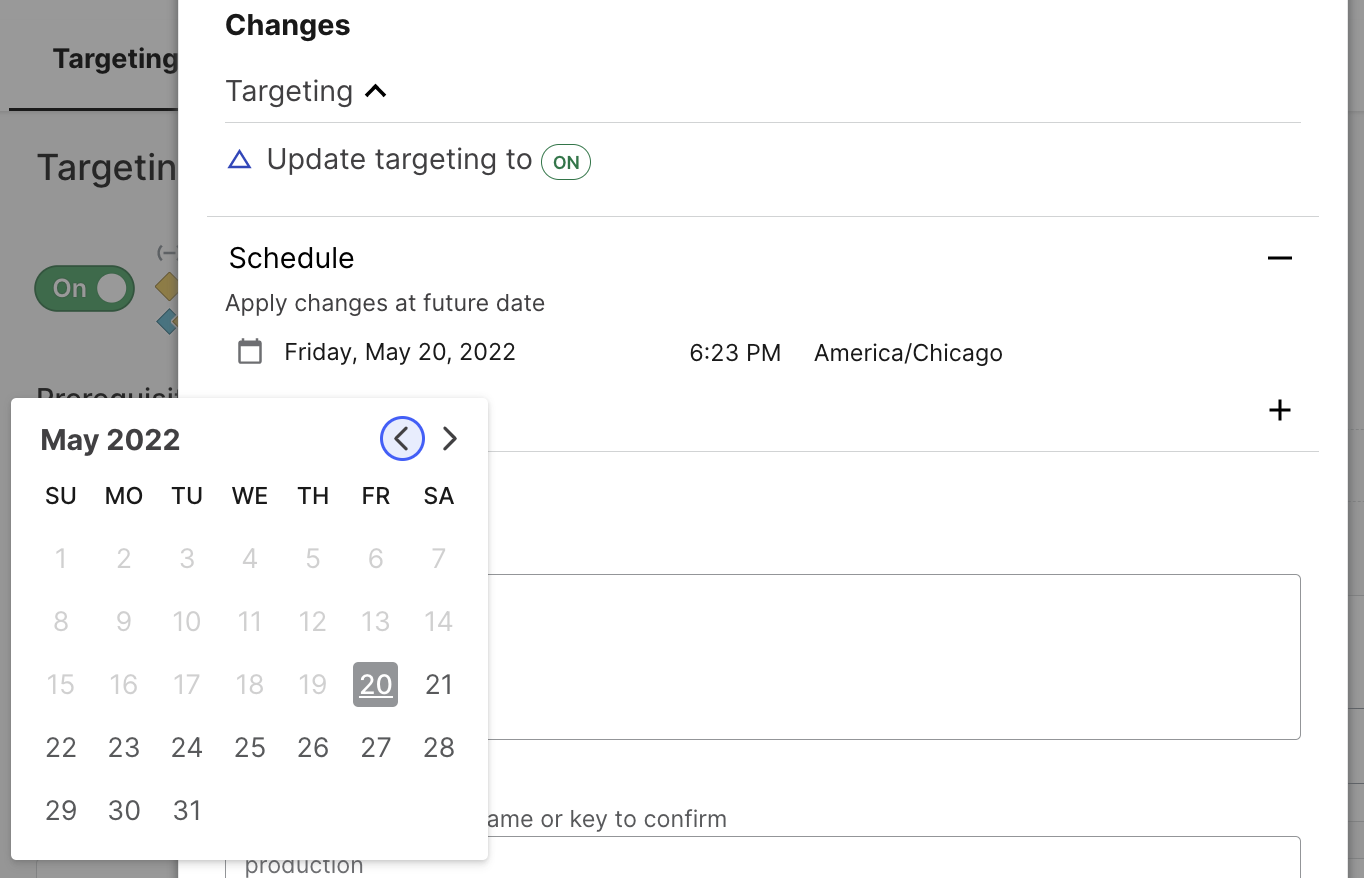 Changes
Targeting
Targeting
Update targeting to ON
Targetin
Schedule
On
Apply changes at future date
Friday, May 20, 2022 6:23 PM America/Chicago
May 2022
SU MO TU WE TH FR SA
1 2 3 4 5 6 7
8 9 10 11 12 13 14
15 16 17 18 19 20 21
22 23 24 25 26 27 28
29 30 31
ame or key to confirm
production